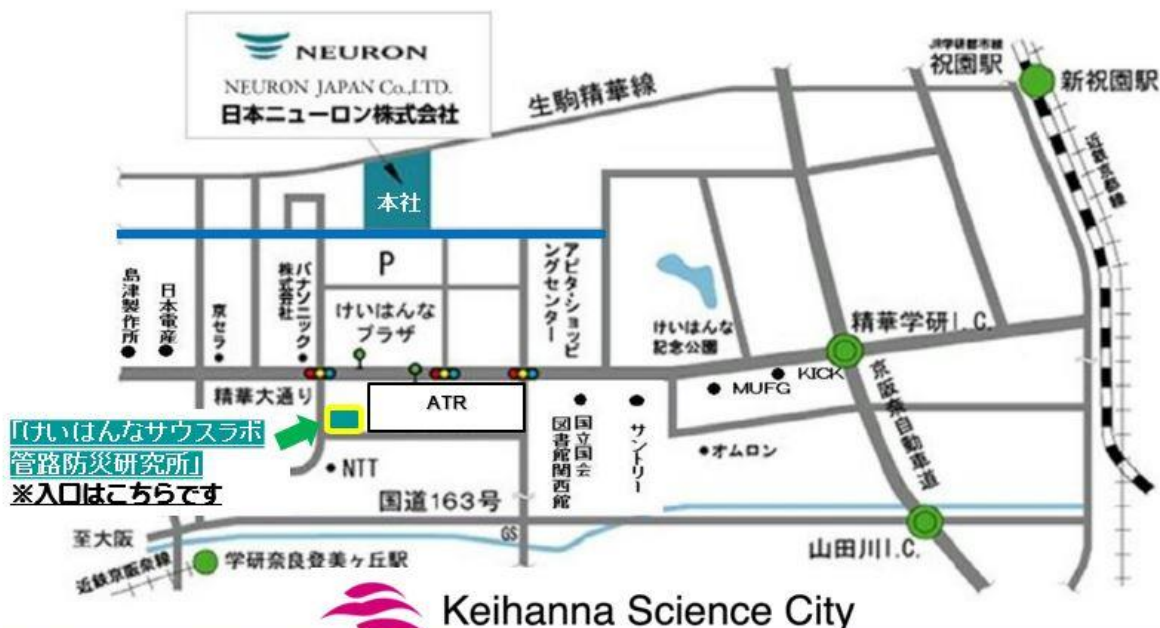 NEURON
NEURON JAPAN Co.,LTD.
日本ニューロン株式会社
本社
生駒精華線
JR学研都市線
祝園駅
新祝園駅
近鉄京都線
島津製作所
日本電産
京セラ
パナソニック
株式会社
P
けいはんな
プラザ
アピタ・ショッピ
ングセンター
けいはんな
記念公園
精華学研I.C.
KICK
MUFG
京阪奈自動車道
精華大通り
ATR
「けいはんなサウスラボ
管路防災研究所」
※入口はこちらです
NTT
国立国会
図書館関西館
サントリー
オムロン
国道163号
至大阪
GS
山田川I.C.
近鉄京阪奈線
学研奈良登美ヶ丘駅
Keihanna Science City